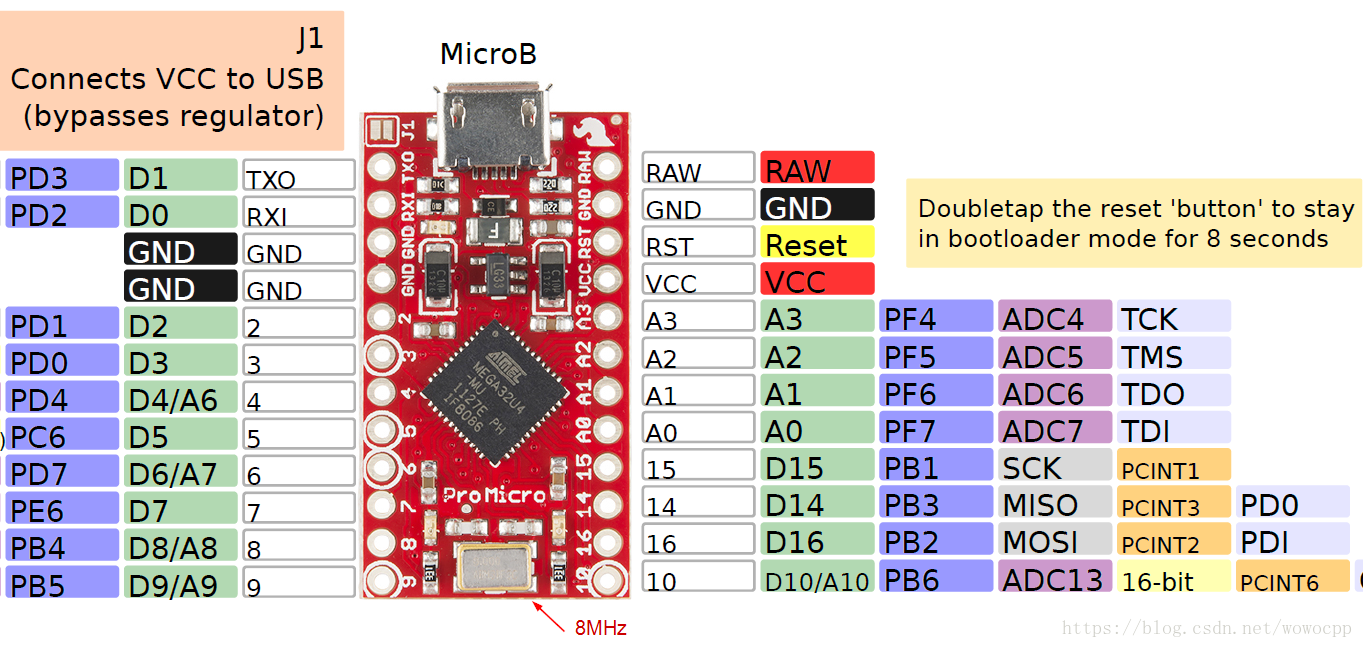 J1
Connects VCC to USB
(bypasses regulator)
MicroB
PD3 D1 TXO
PD2 D0 RXI
GND GND
GND GND
PD1 D2 2
PD0 D3 3
PD4 D4/A6 4
)PC6 D5 5
PD7 D6/A7 6
PE6 D7 7
PB4 D8/A8 8
PB5 D9/A9 9
J1
TXO
RXI
GND
GND
2
3
4
5
6
7
8
9
RAW
GND
RST
VCC
A3
A2
A1
A0
15
14
16
10
LG33
ATMEL
MEGA32U4
-MU
1127E PH
1F8086
Pro Micro
RAW RAW
GND GND
RST Reset
VCC VCC
A3 A3 PF4 ADC4 TCK
A2 A2 PF5 ADC5 TMS
A1 A1 PF6 ADC6 TDO
A0 A0 PF7 ADC7 TDI
15 D15 PB1 SCK PCINT1
14 D14 PB3 MISO PCINT3 PD0
16 D16 PB2 MOSI PCINT2 PDI
10 D10/A10 PB6 ADC13 16-bit PCINT6
Doubletap the reset 'button' to stay
in bootloader mode for 8 seconds
8MHz
https://blog.csdn.net/wowocpp